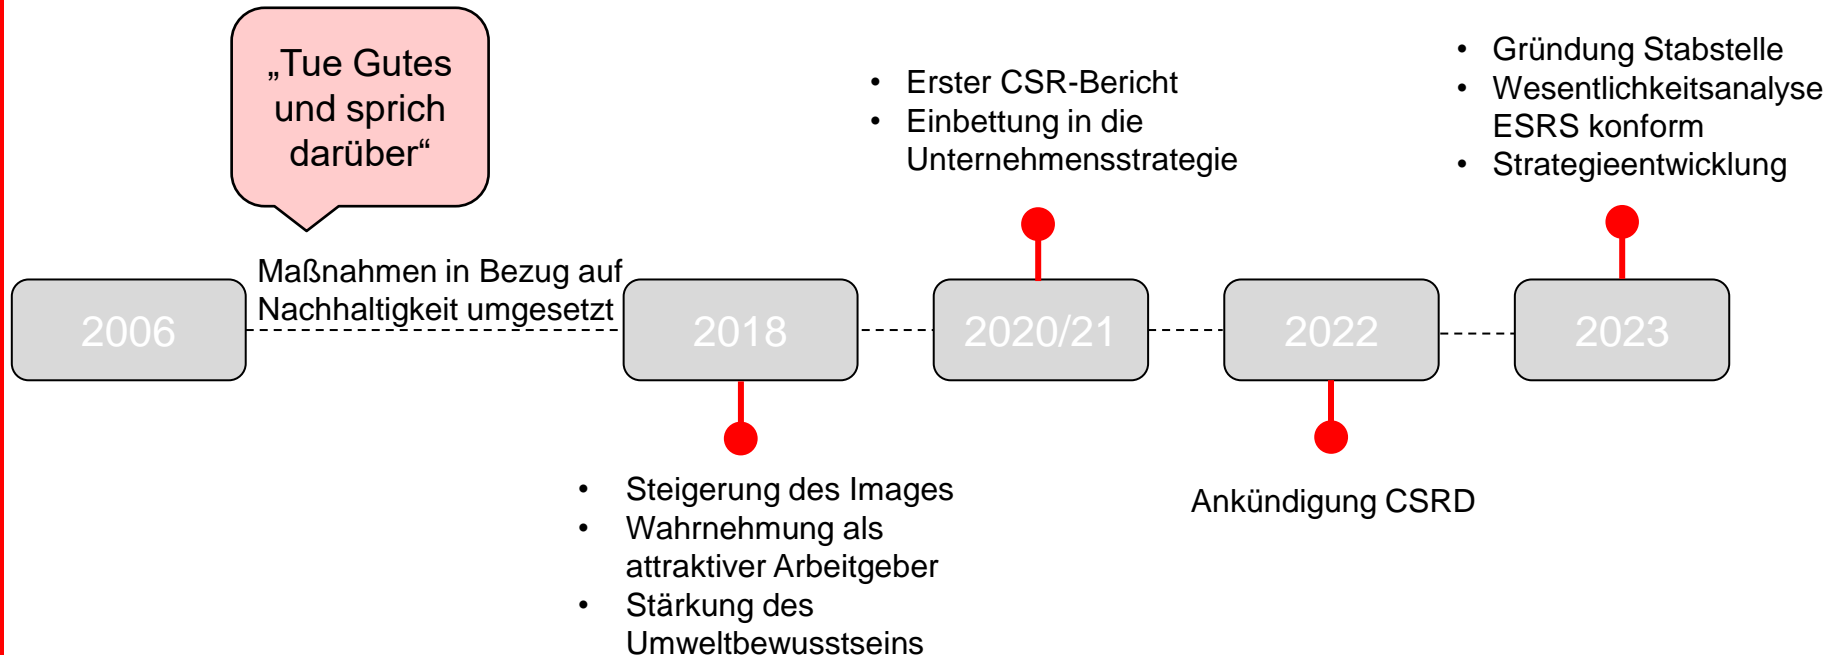 „Tue Gutes
und sprich
darüber“
• Erster CSR-Bericht
• Einbettung in die
Unternehmensstrategie
• Gründung Stabstelle
• Wesentlichkeitsanalyse
ESRS konform
• Strategieentwicklung
Maßnahmen in Bezug auf
Nachhaltigkeit umgesetzt
2006
2018
2020/21
2022
2023
• Steigerung des Images
• Wahrnehmung als
attraktiver Arbeitgeber
• Stärkung des
Umweltbewusstseins
Ankündigung CSRD